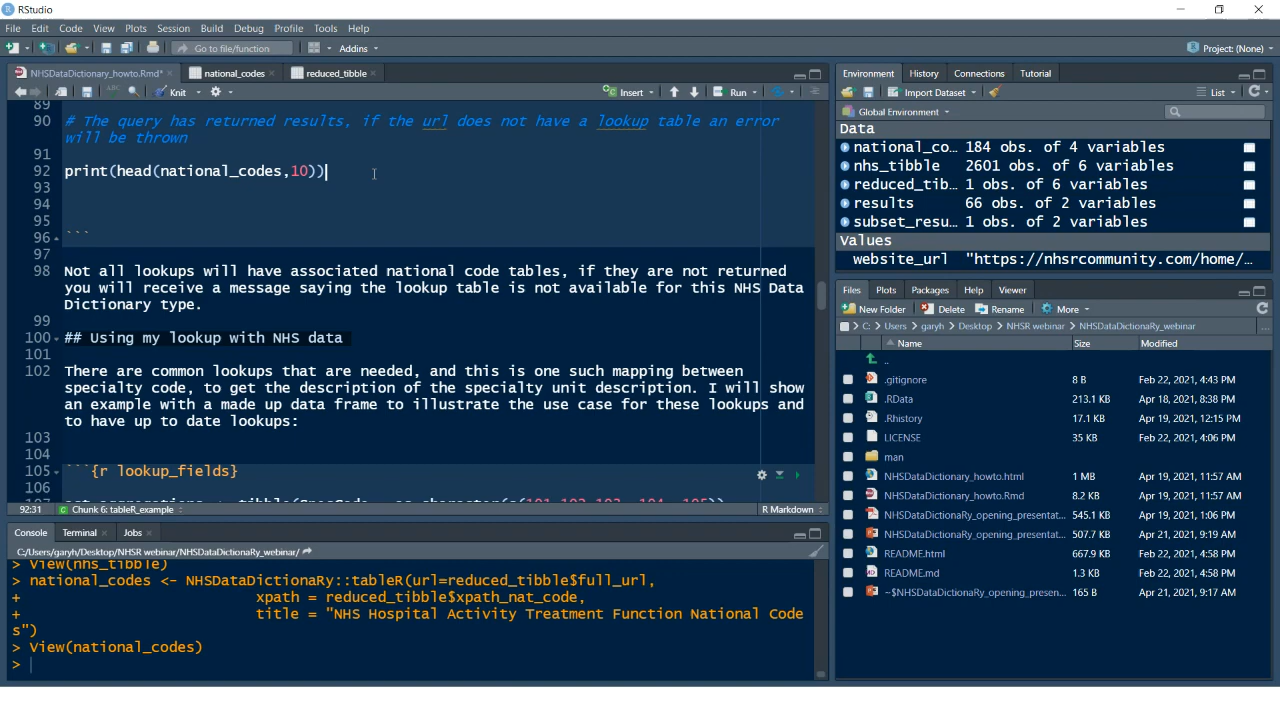 RStudio
File Edit Code View Plots Session Build Debug Profile Tools Help
Go to file/function Addins Project: (None)
NHSDataDictionary_howto.Rmd* national_codes reduced_tibble
Knit Insert Run
89
90 # The query has returned results, if the url does not have a lookup table an error
will be thrown
91
92 print(head(national_codes,10))
93
94
95
96 ```
97
98 Not all lookups will have associated national code tables, if they are not returned
you will receive a message saying the lookup table is not available for this NHS Data
Dictionary type.
99
100 ## Using my lookup with NHS data
101
102 There are common lookups that are needed, and this is one such mapping between
specialty code, to get the description of the specialty unit description. I will show
an example with a made up data frame to illustrate the use case for these lookups and
to have up to date lookups:
103
104
105 ```{r lookup_fields}
106
92:31 Chunk 6: tableR_example R Markdown
Console Terminal Jobs
C:/Users/garyh/Desktop/NHSR webinar/NHSDataDictionaRy_webinar/
> View(nhs_tibble)
> national_codes <- NHSDataDictionaRy::tableR(url=reduced_tibble$full_url,
+ xpath = reduced_tibble$xpath_nat_code,
+ title = "NHS Hospital Activity Treatment Function National Code
s")
> View(national_codes)
>
Environment History Connections Tutorial
Import Dataset List
Global Environment
Data
national_co… 184 obs. of 4 variables
nhs_tibble 2601 obs. of 6 variables
reduced_tib… 1 obs. of 6 variables
results 66 obs. of 2 variables
subset_resu… 1 obs. of 2 variables
Values
website_url "https://nhsrcommunity.com/home/…
Files Plots Packages Help Viewer
New Folder Delete Rename More
C: > Users > garyh > Desktop > NHSR webinar > NHSDataDictionaRy_webinar ...
Name Size Modified
..
.gitignore 8 B Feb 22, 2021, 4:43 PM
.RData 213.1 KB Apr 18, 2021, 8:38 PM
.Rhistory 17.1 KB Apr 19, 2021, 12:15 PM
LICENSE 35 KB Feb 22, 2021, 4:06 PM
man
NHSDataDictionary_howto.html 1 MB Apr 19, 2021, 11:57 AM
NHSDataDictionary_howto.Rmd 8.2 KB Apr 19, 2021, 11:57 AM
NHSDataDictionaRy_opening_presentat... 545.1 KB Apr 19, 2021, 1:06 PM
NHSDataDictionaRy_opening_presentat... 507.7 KB Apr 21, 2021, 9:19 AM
README.html 667.9 KB Feb 22, 2021, 4:58 PM
README.md 1.3 KB Feb 22, 2021, 4:58 PM
~$NHSDataDictionaRy_opening_presen... 165 B Apr 21, 2021, 9:17 AM